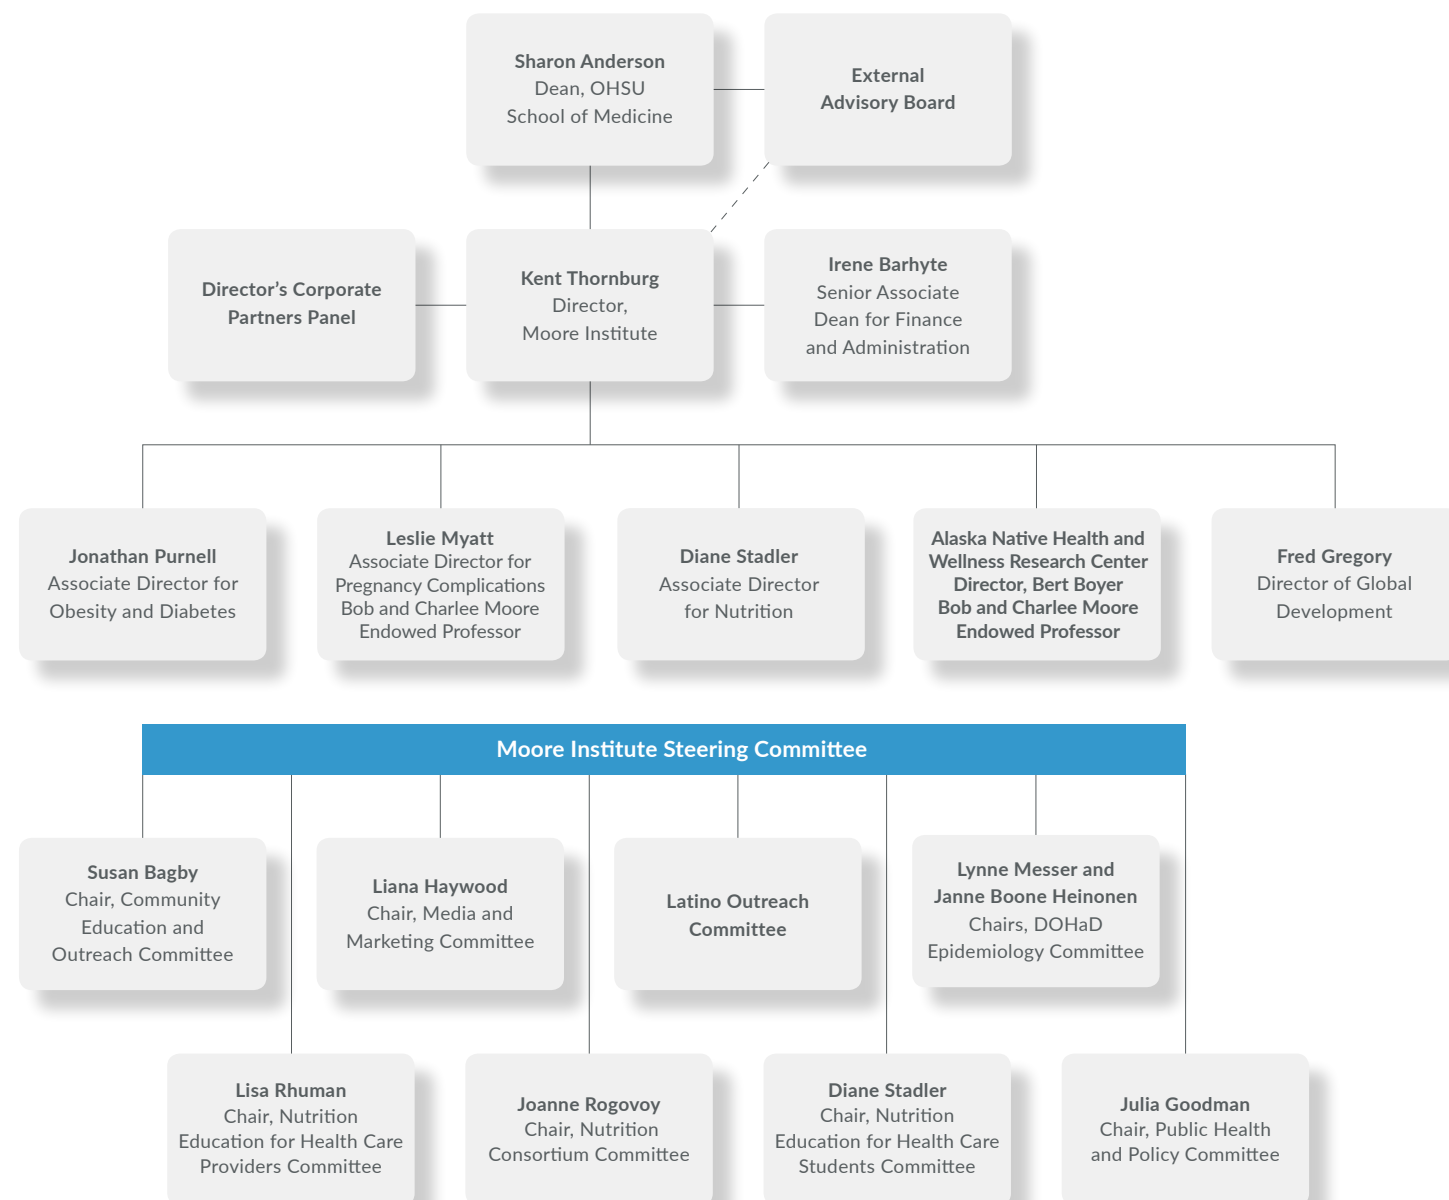 Sharon Anderson
Dean, OHSU
School of Medicine
External
Advisory Board
Director’s Corporate
Partners Panel
Kent Thornburg
Director,
Moore Institute
Irene Barhyte
Senior Associate
Dean for Finance
and Administration
Jonathan Purnell
Associate Director for
Obesity and Diabetes
Leslie Myatt
Associate Director for
Pregnancy Complications
Bob and Charlee Moore
Endowed Professor
Diane Stadler
Associate Director
for Nutrition
Alaska Native Health and
Wellness Research Center
Director, Bert Boyer
Bob and Charlee Moore
Endowed Professor
Fred Gregory
Director of Global
Development
Moore Institute Steering Committee
Susan Bagby
Chair, Community
Education and
Outreach Committee
Liana Haywood
Chair, Media and
Marketing Committee
Latino Outreach
Committee
Lynne Messer and
Janne Boone Heinonen
Chairs, DOHaD
Epidemiology Committee
Lisa Rhuman
Chair, Nutrition
Education for Health Care
Providers Committee
Joanne Rogovoy
Chair, Nutrition
Consortium Committee
Diane Stadler
Chair, Nutrition
Education for Health Care
Students Committee
Julia Goodman
Chair, Public Health
and Policy Committee